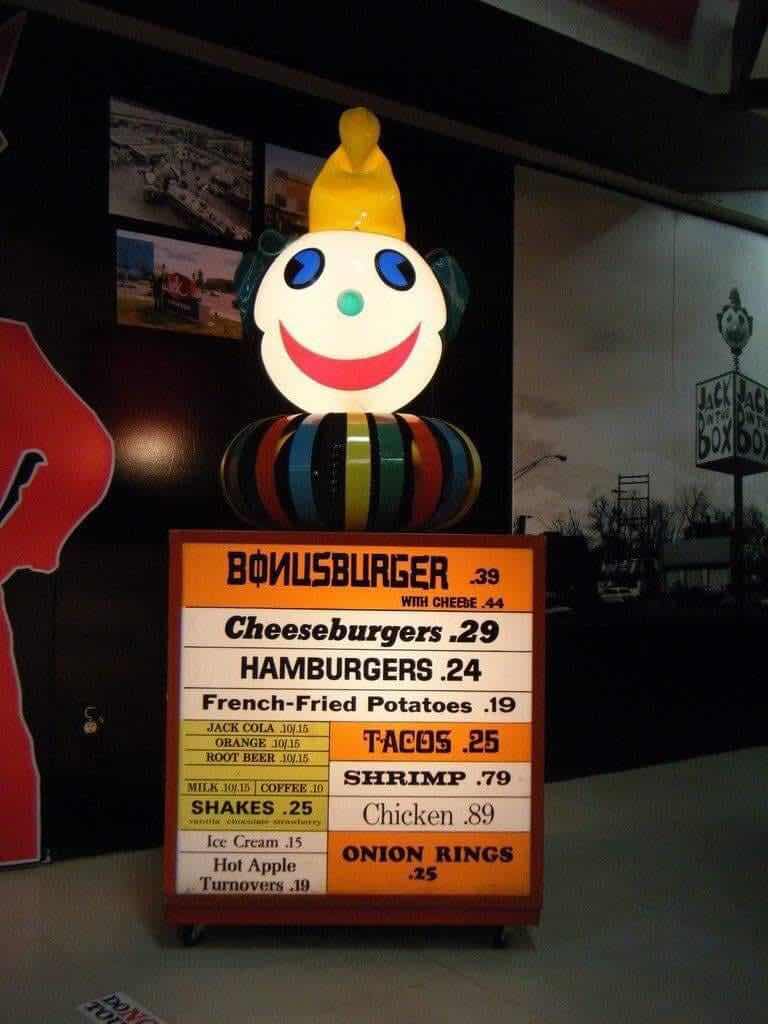 JACK
IN THE
BOX
JACK
IN THE
BOX
BONUSBURGER .39
WITH CHEESE .44
Cheeseburgers .29
HAMBURGERS .24
French-Fried Potatoes .19
JACK COLA .10/.15
ORANGE .10/.15
ROOT BEER .10/.15
MILK .10/.15 COFFEE .10
SHAKES .25
vanilla chocolate strawberry
Ice Cream .15
Hot Apple
Turnovers .19
TACOS .25
SHRIMP .79
Chicken .89
ONION RINGS
.25
DO NOT